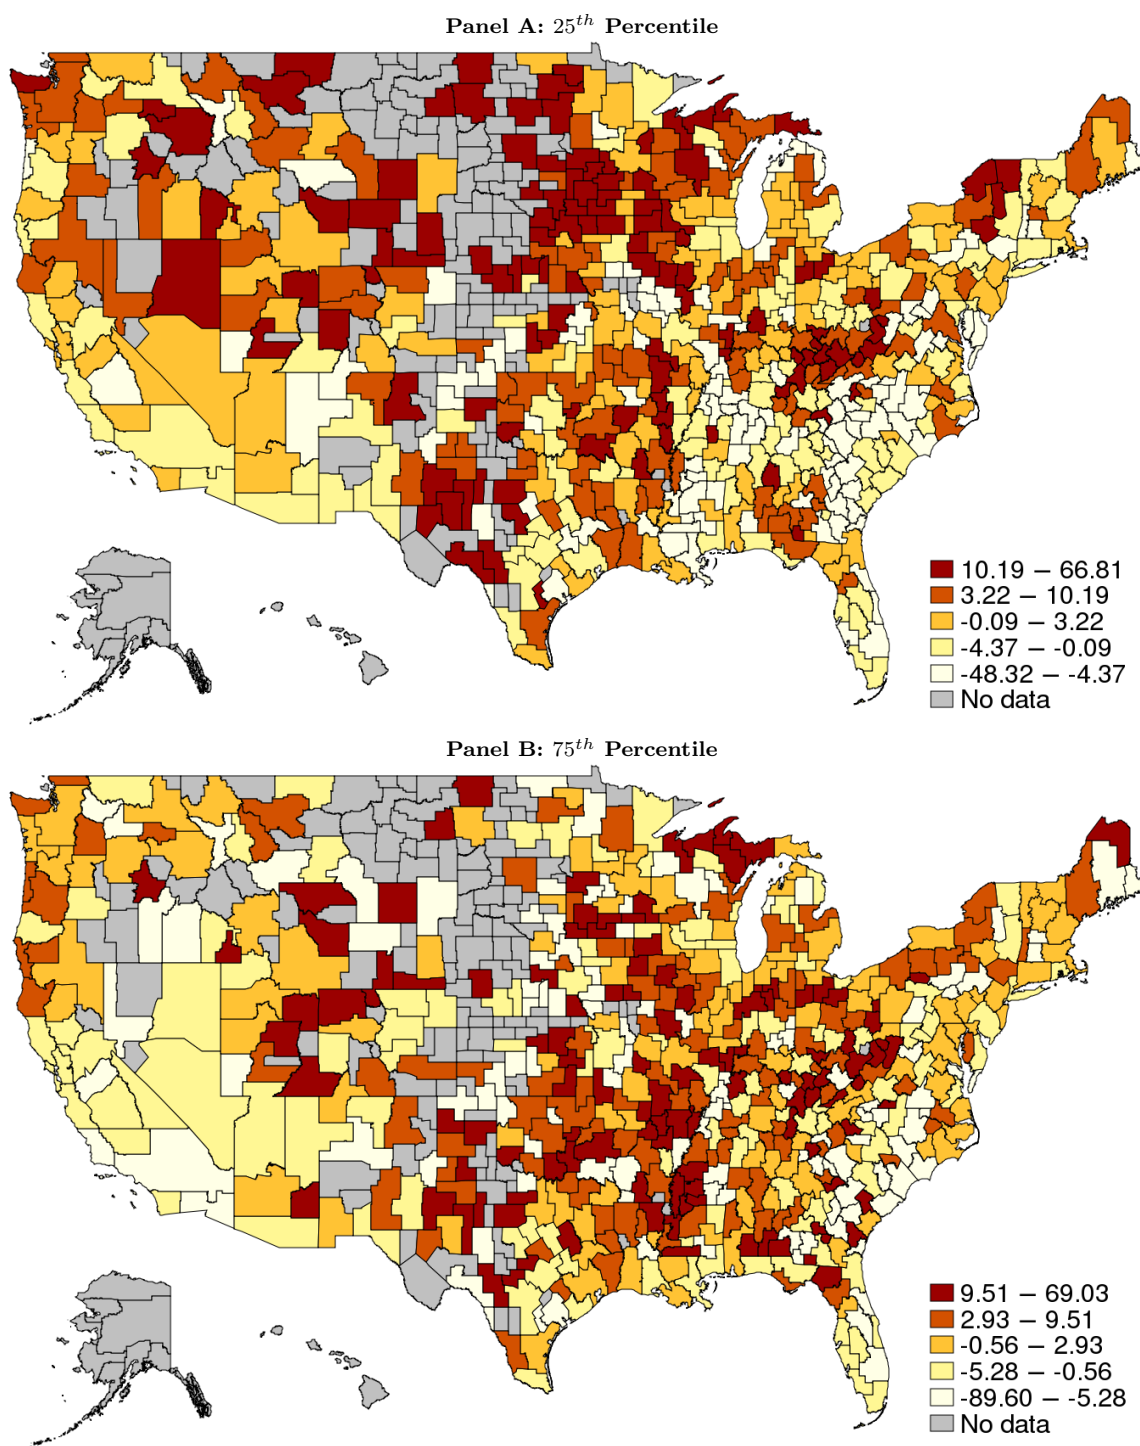 Panel A: 25th Percentile
10.19 – 66.81
3.22 – 10.19
-0.09 – 3.22
-4.37 – -0.09
-48.32 – -4.37
No data
Panel B: 75th Percentile
9.51 – 69.03
2.93 – 9.51
-0.56 – 2.93
-5.28 – -0.56
-89.60 – -5.28
No data